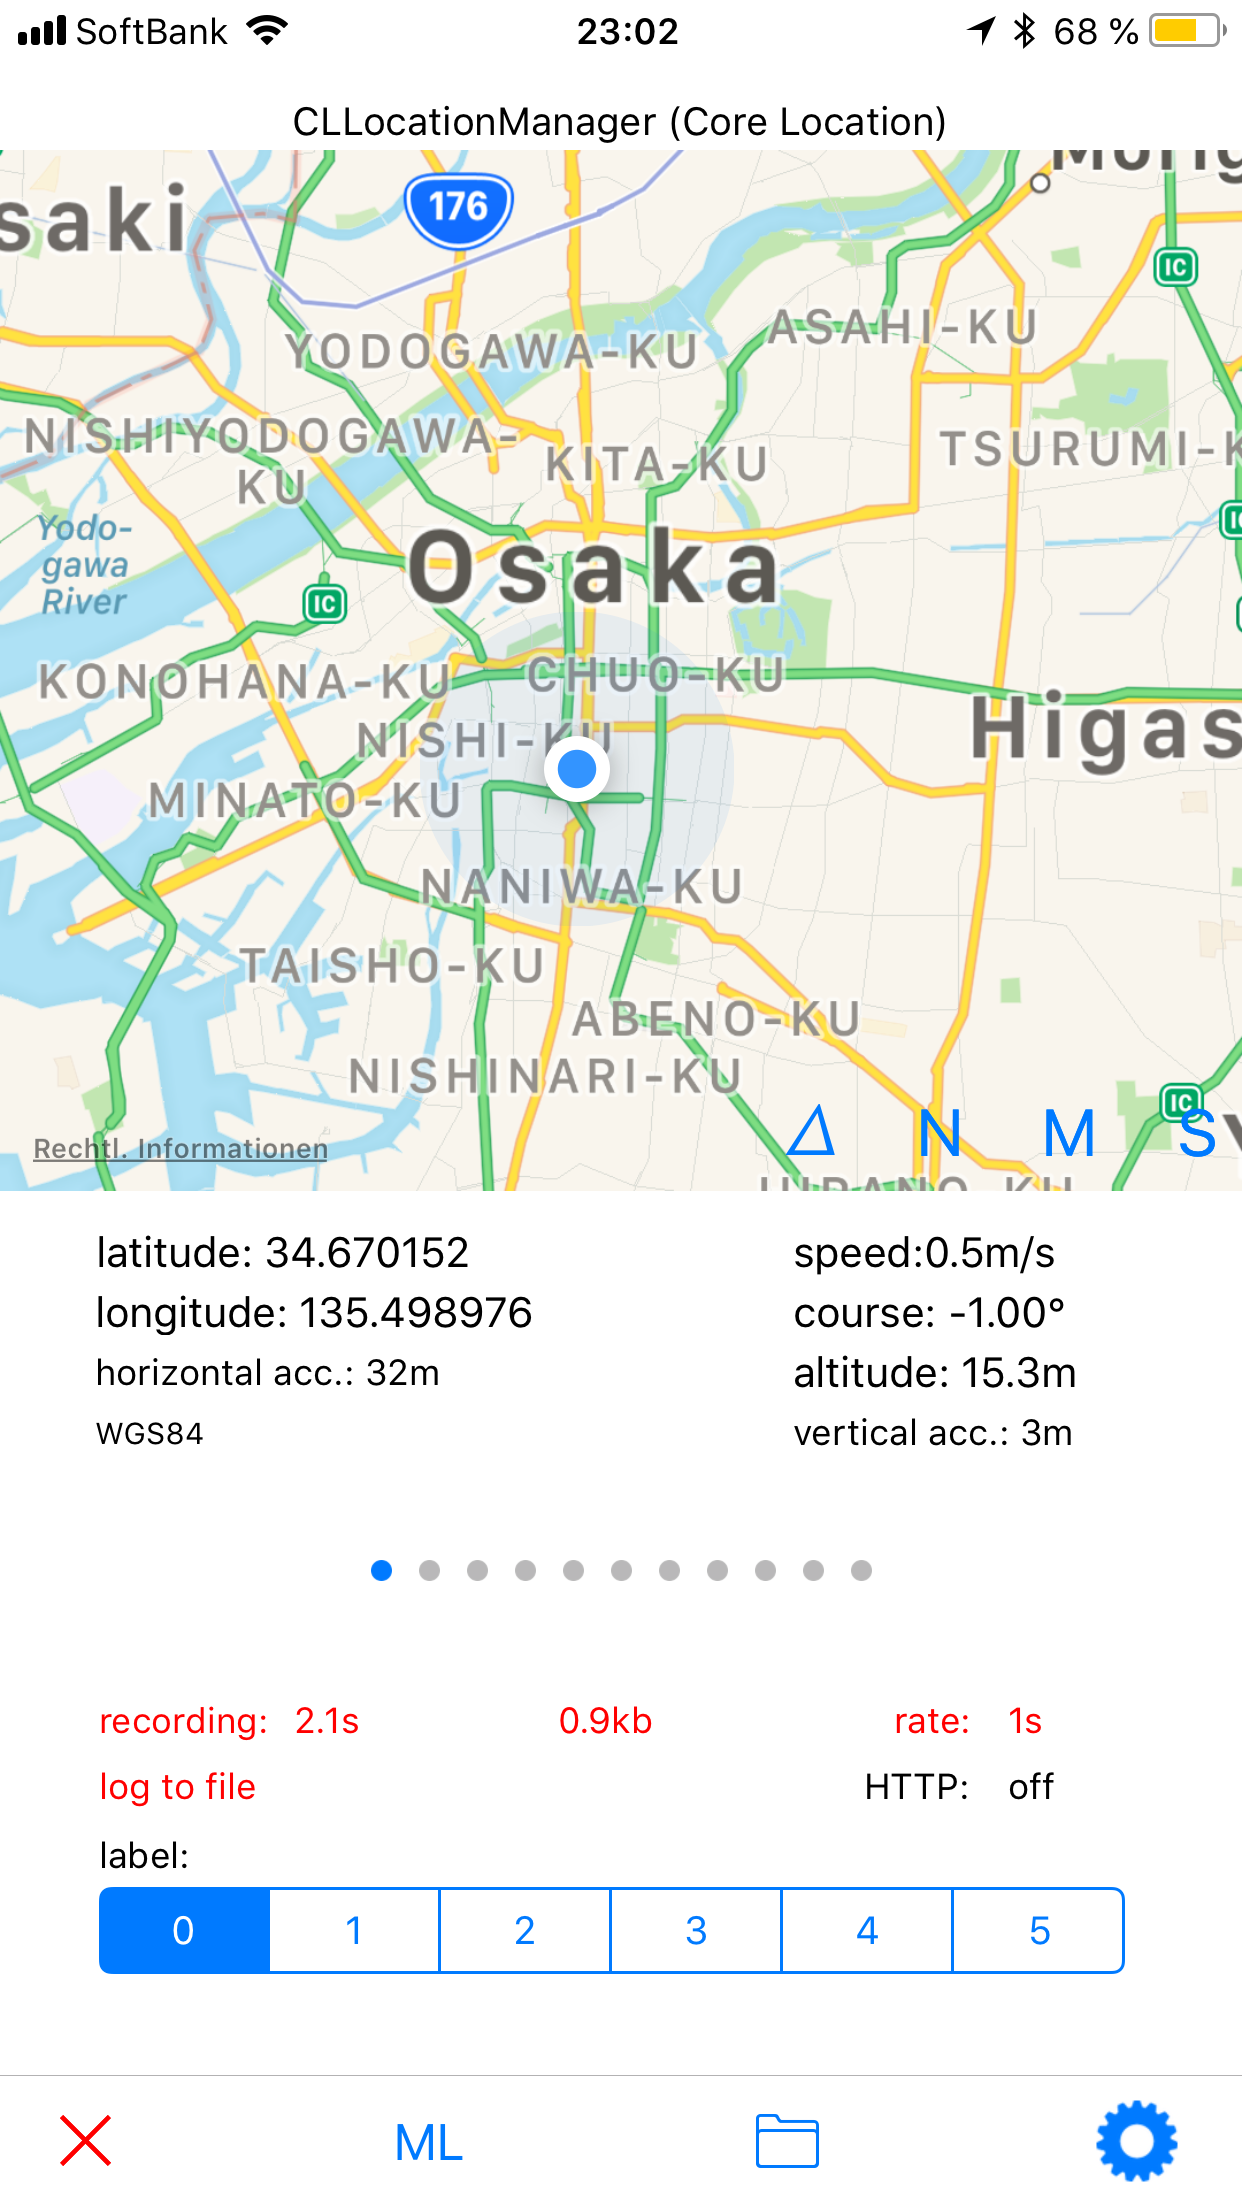 SoftBank 23:02 68 %
CLLocationManager (Core Location)
saki
176
IC
ASAHI-KU
YODOGAWA-KU
NISHIYODOGAWA-
KU
KITA-KU
TSURUMI-K
Yodo-
gawa
River
Osaka
IC
KONOHANA-KU
CHUO-KU
NISHI-KU
Higas
MINATO-KU
NANIWA-KU
TAISHO-KU
ABENO-KU
NISHINARI-KU
IC
Rechtl. Informationen
Δ N M S
latitude: 34.670152
longitude: 135.498976
horizontal acc.: 32m
WGS84
speed:0.5m/s
course: -1.00°
altitude: 15.3m
vertical acc.: 3m
recording: 2.1s 0.9kb rate: 1s
log to file HTTP: off
label:
0 1 2 3 4 5
ML